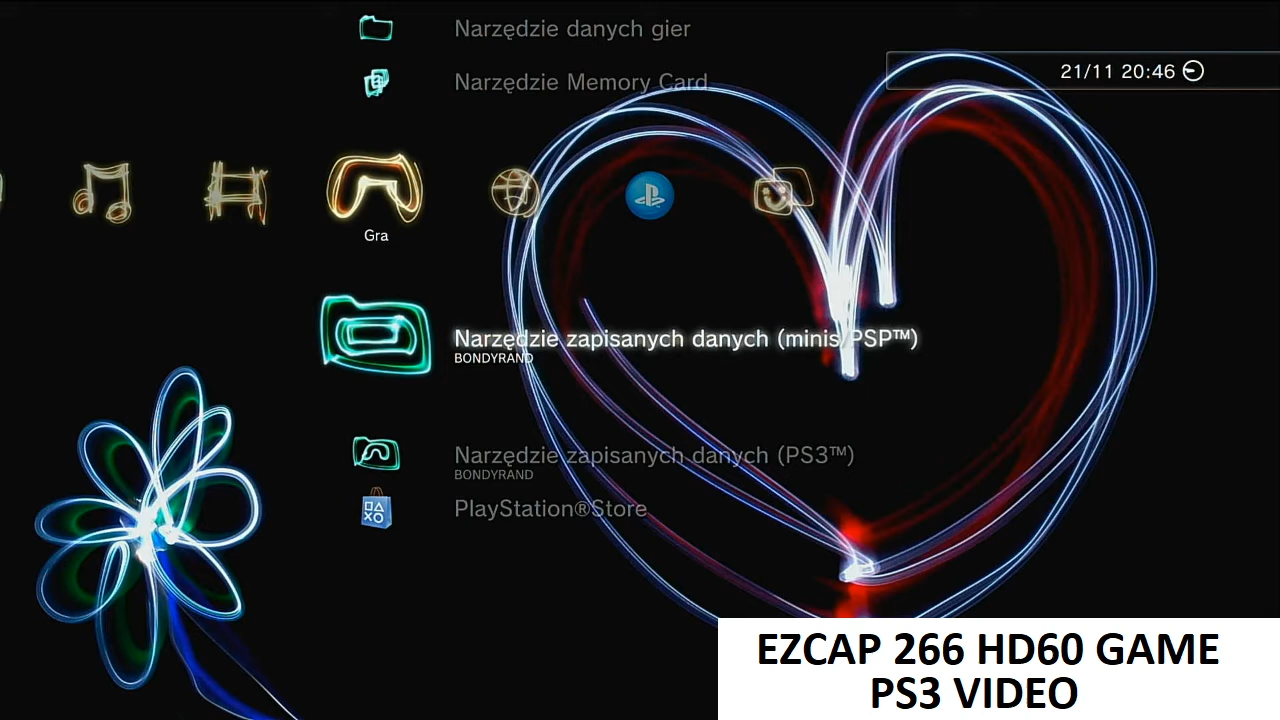 Narzędzie danych gier
Narzędzie Memory Card
21/11 20:46
Gra
Narzędzie zapisanych danych (minis/PSP™)
BONDYRAND
Narzędzie zapisanych danych (PS3™)
BONDYRAND
PlayStation®Store
EZCAP 266 HD60 GAME
PS3 VIDEO